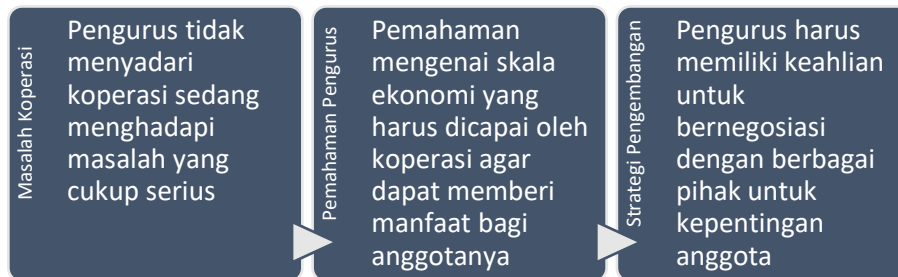 Masalah Koperasi
Pengurus tidak
menyadari
koperasi sedang
menghadapi
masalah yang
cukup serius
Pemahaman Pengurus
Pemahaman
mengenai skala
ekonomi yang
harus dicapai oleh
koperasi agar
dapat memberi
manfaat bagi
anggotanya
Strategi Pengembangan
Pengurus harus
memiliki keahlian
untuk
bernegosiasi
dengan berbagai
pihak untuk
kepentingan
anggota